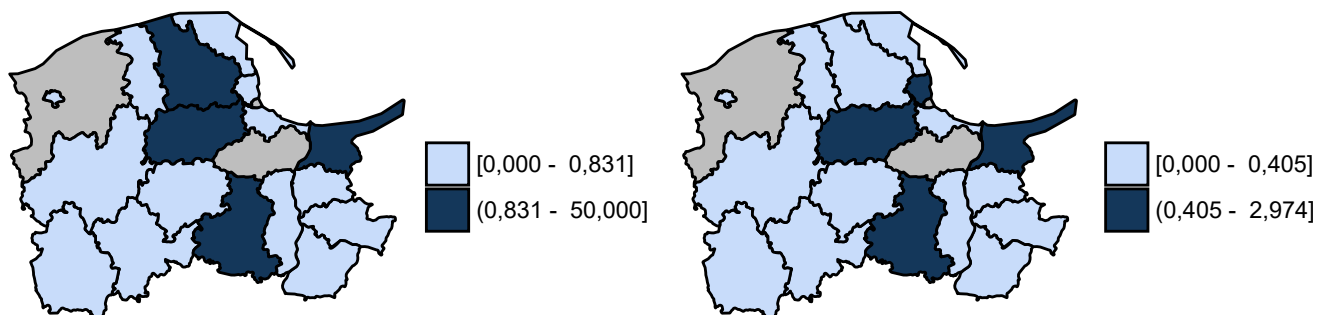 [0,000 - 0,831]
(0,831 - 50,000]
[0,000 - 0,405]
(0,405 - 2,974]